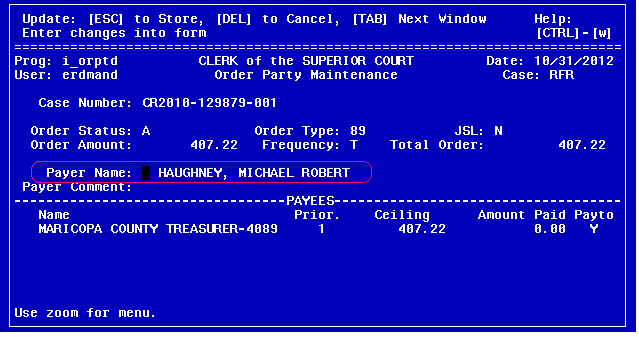 Update: [ESC] to Store, [DEL] to Cancel, [TAB] Next Window Help:
Enter changes into form [CTRL]-[w]
Prog: i_orptd CLERK of the SUPERIOR COURT Date: 10/31/2012
User: erdmand Order Party Maintenance Case: RFR
Case Number: CR2010-129879-001
Order Status: A Order Type: 89 JSL: N
Order Amount: 407.22 Frequency: T Total Order: 407.22
Payer Name: HAUGHNEY, MICHAEL ROBERT
Payer Comment:
PAYEES
Name Prior. Ceiling Amount Paid Payto
MARICOPA COUNTY TREASURER-4089 1 407.22 0.00 Y
Use zoom for menu.